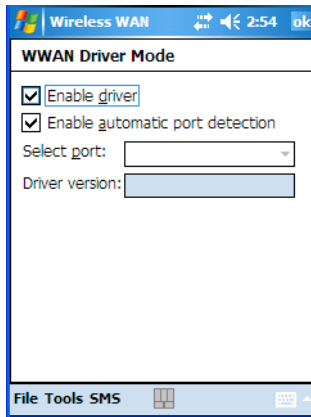 Wireless WAN 2:54 ok
WWAN Driver Mode
Enable driver
Enable automatic port detection
Select port:
Driver version:
File Tools SMS